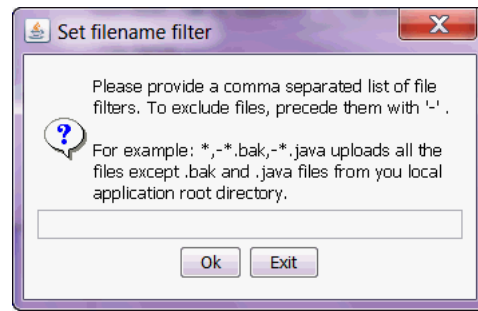 Set filename filter
Please provide a comma separated list of file
filters. To exclude files, precede them with '-' .
For example: *,-*.bak,-*.java uploads all the
files except .bak and .java files from you local
application root directory.
Ok Exit